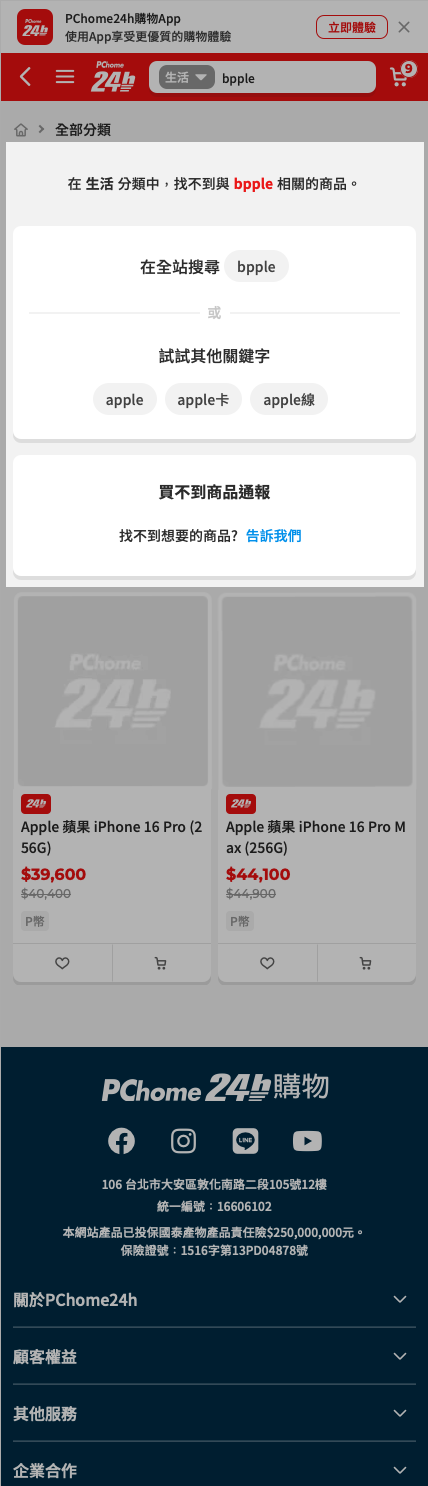 PChome
24h
PChome24h購物App
使用App享受更優質的購物體驗
立即體驗
PChome
24h
生活
bpple
9
全部分類
在 生活 分類中，找不到與 bpple 相關的商品。
在全站搜尋 bpple
或
試試其他關鍵字
apple apple卡 apple線
買不到商品通報
找不到想要的商品? 告訴我們
PChome
24h
PChome
24h
24h
Apple 蘋果 iPhone 16 Pro (2
56G)
$39,600
$40,400
P幣
24h
Apple 蘋果 iPhone 16 Pro M
ax (256G)
$44,100
$44,900
P幣
PChome 24h購物
LINE
106 台北市大安區敦化南路二段105號12樓
統一編號：16606102
本網站產品已投保國泰產物產品責任險$250,000,000元。
保險證號：1516字第13PD04878號
關於PChome24h
顧客權益
其他服務
企業合作